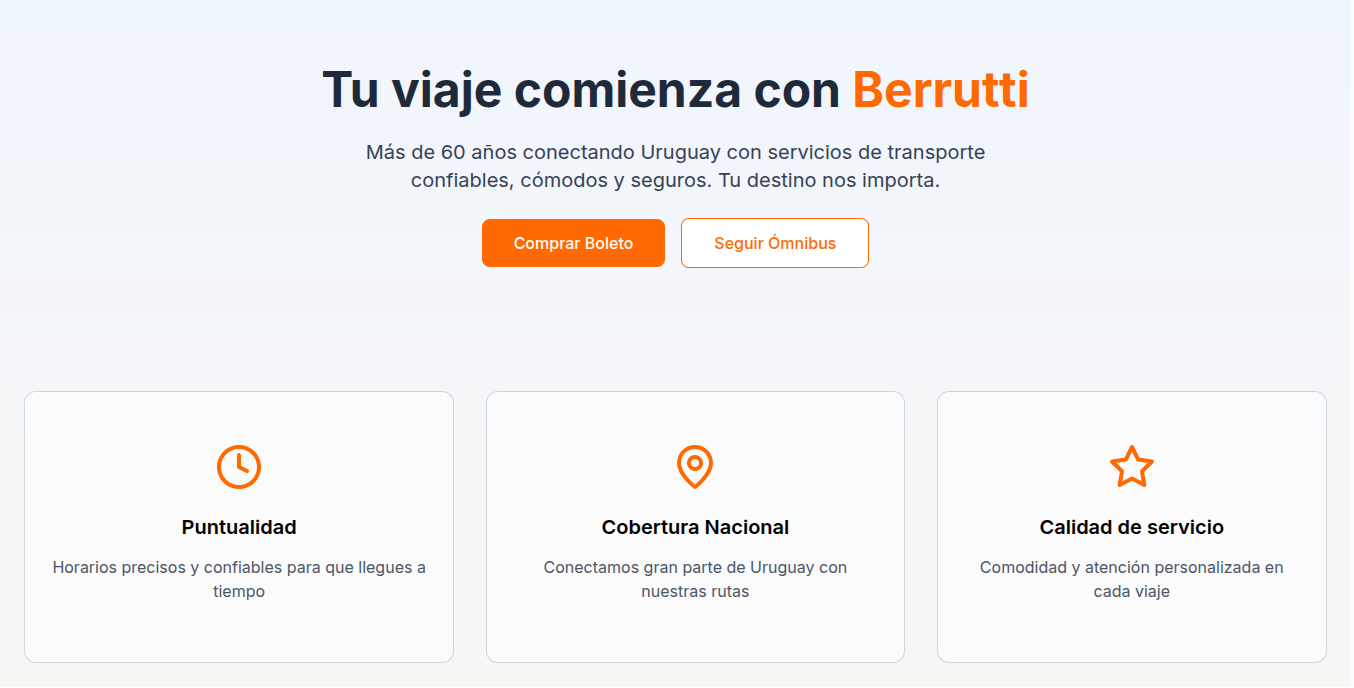 Tu viaje comienza con Berrutti
Más de 60 años conectando Uruguay con servicios de transporte
confiables, cómodos y seguros. Tu destino nos importa.
Comprar Boleto
Seguir Ómnibus
Puntualidad
Horarios precisos y confiables para que llegues a
tiempo
Cobertura Nacional
Conectamos gran parte de Uruguay con
nuestras rutas
Calidad de servicio
Comodidad y atención personalizada en
cada viaje